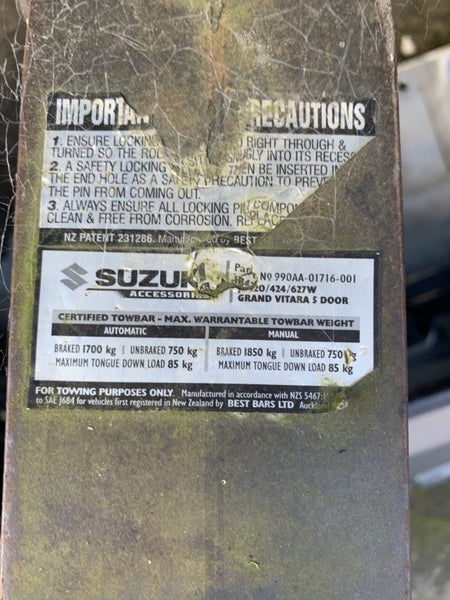 IMPORTA RECAUTIONS
1. ENSURE LOCKIN RIGHT THROUGH &
TURNED SO THE ROL INTO ITS RECES
2. A SAFETY LOCKING BE INSERTED IN
THE END HOLE AS A SAFETY PRECAUTION TO PREVE
THE PIN FROM COMING OUT.
3. ALWAYS ENSURE ALL LOCKING PIN COMPO
CLEAN & FREE FROM CORROSION. REPLACE
NZ PATENT 231286. Manufactured by BEST
SUZUK
ACCESSORIE
Part Nº 990AA-01716-001
20/424/627W
GRAND VITARA 5 DOOR
CERTIFIED TOWBAR - MAX. WARRANTABLE TOWBAR WEIGHT
AUTOMATIC MANUAL
BRAKED 1700 kg | UNBRAKED 750 kg BRAKED 1850 kg | UNBRAKED 750 kg
MAXIMUM TONGUE DOWN LOAD 85 kg MAXIMUM TONGUE DOWN LOAD 85 kg
FOR TOWING PURPOSES ONLY. Manufactured in accordance with NZS 5467:
to SAE J684 for vehicles first registered in New Zealand by BEST BARS LTD Auckland